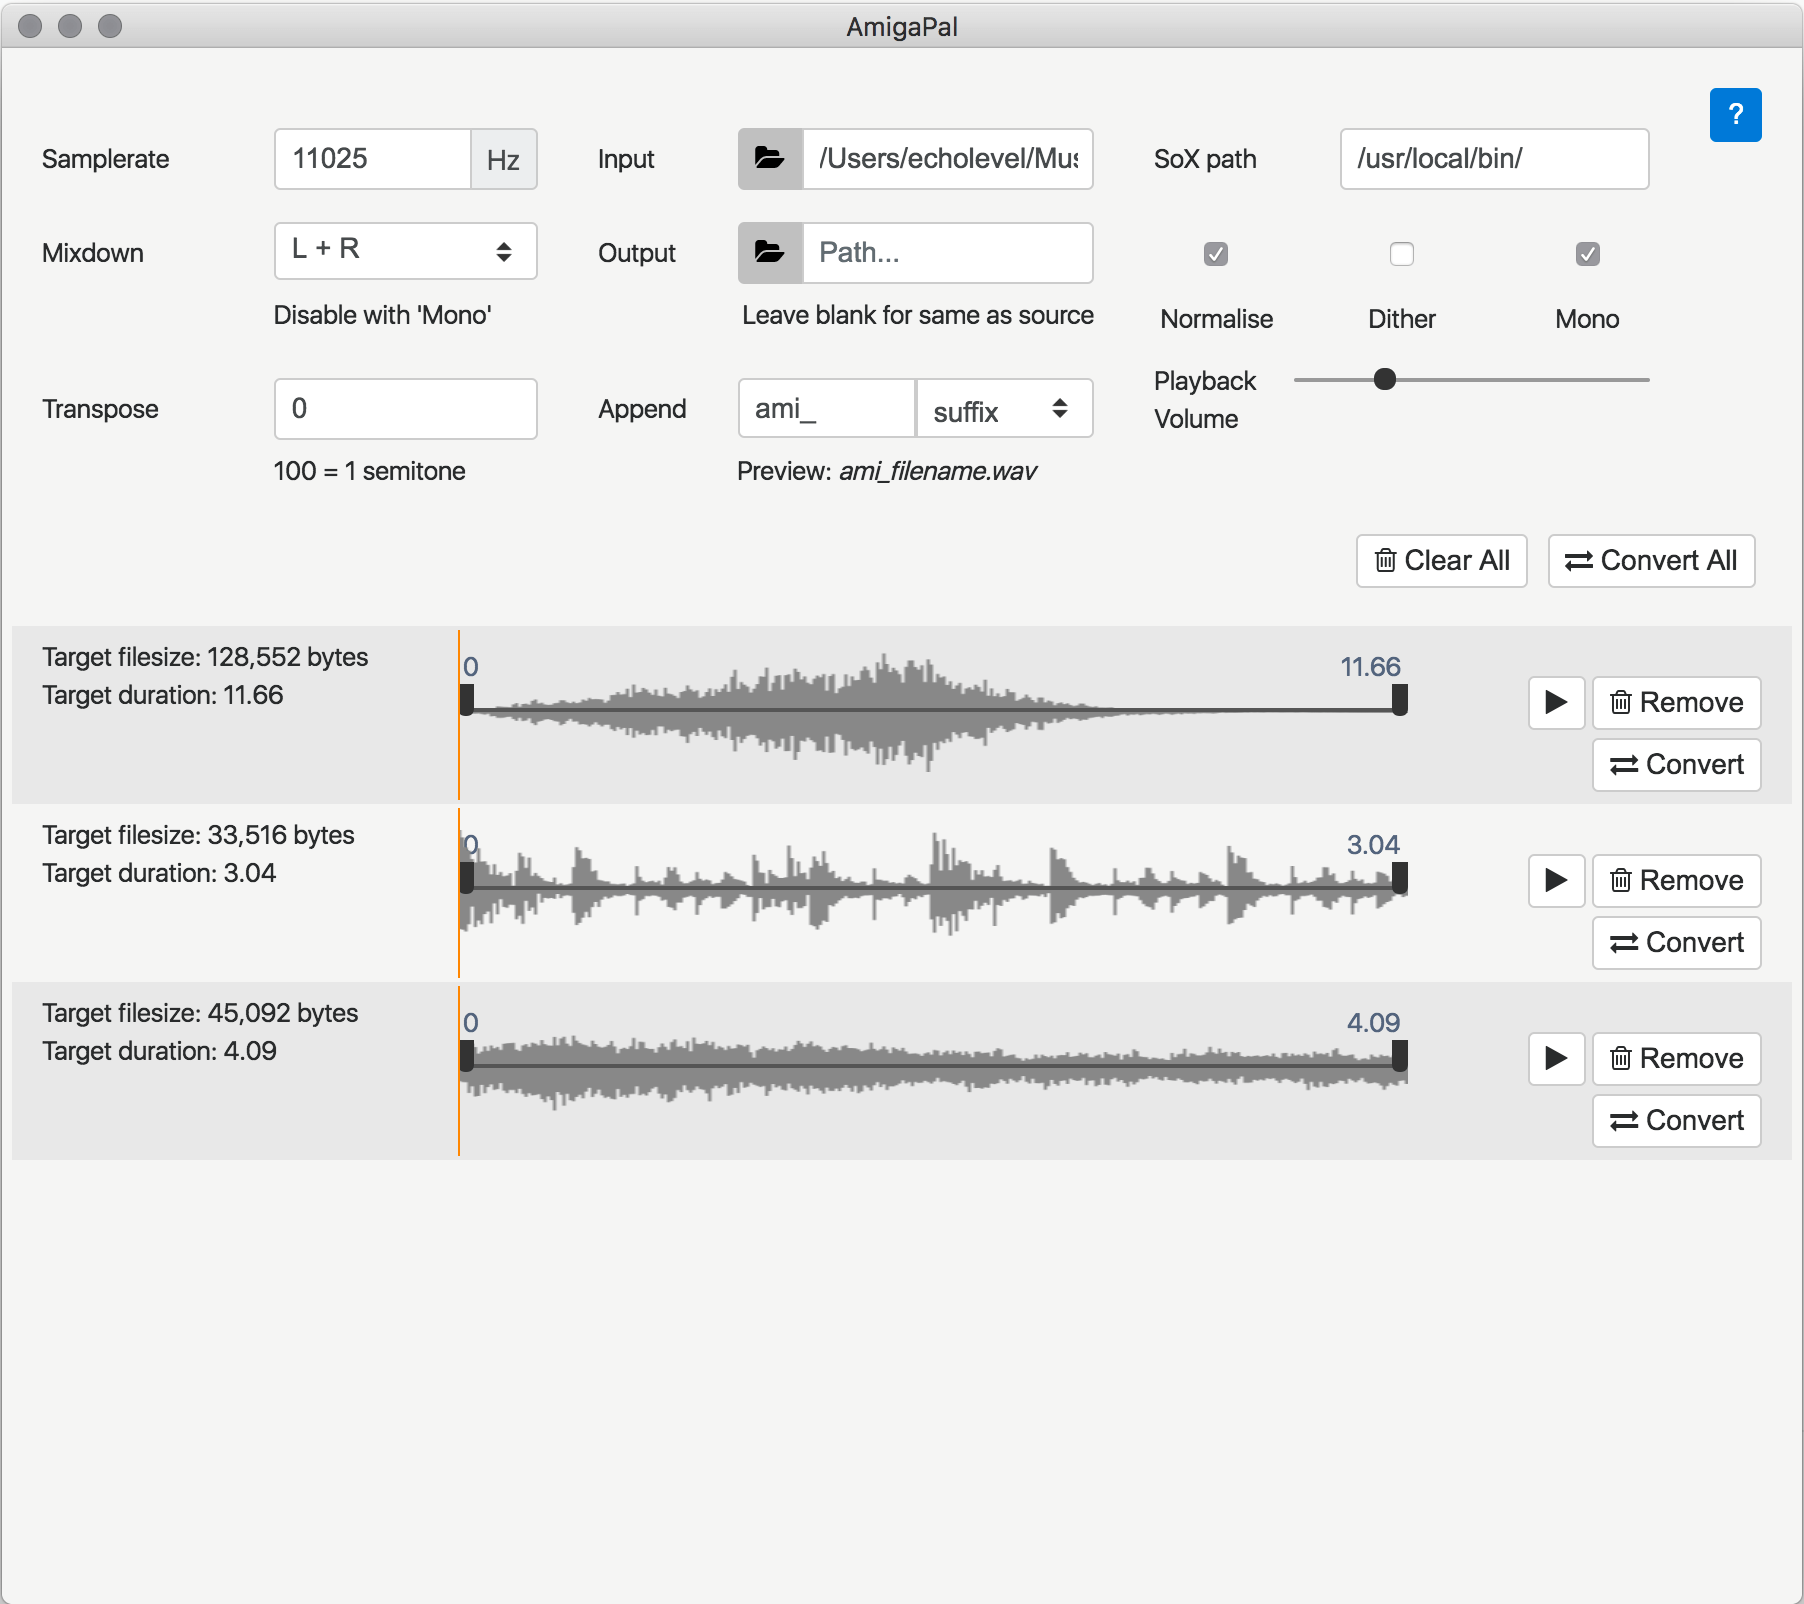 AmigaPal
?
Samplerate 11025 Hz Input /Users/echolevel/Mus SoX path /usr/local/bin/
Mixdown L + R Output Path...
Disable with 'Mono' Leave blank for same as source Normalise Dither Mono
Transpose 0 Append ami_ suffix Playback
Volume
100 = 1 semitone Preview: ami_filename.wav
Clear All Convert All
Target filesize: 128,552 bytes 0 11.66
Target duration: 11.66 Remove
Convert
Target filesize: 33,516 bytes 0 3.04
Target duration: 3.04 Remove
Convert
Target filesize: 45,092 bytes 0 4.09
Target duration: 4.09 Remove
Convert